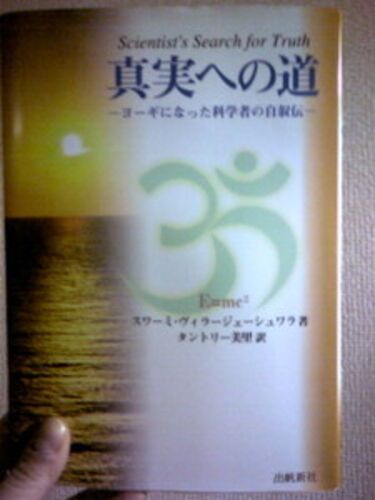 Scientist's Search for Truth
真実への道
−ヨーギになった科学者の自叙伝−
E=mc²
スワーミ・ヴィラージェーシュワラ 著
タントリー美里 訳
出帆新社